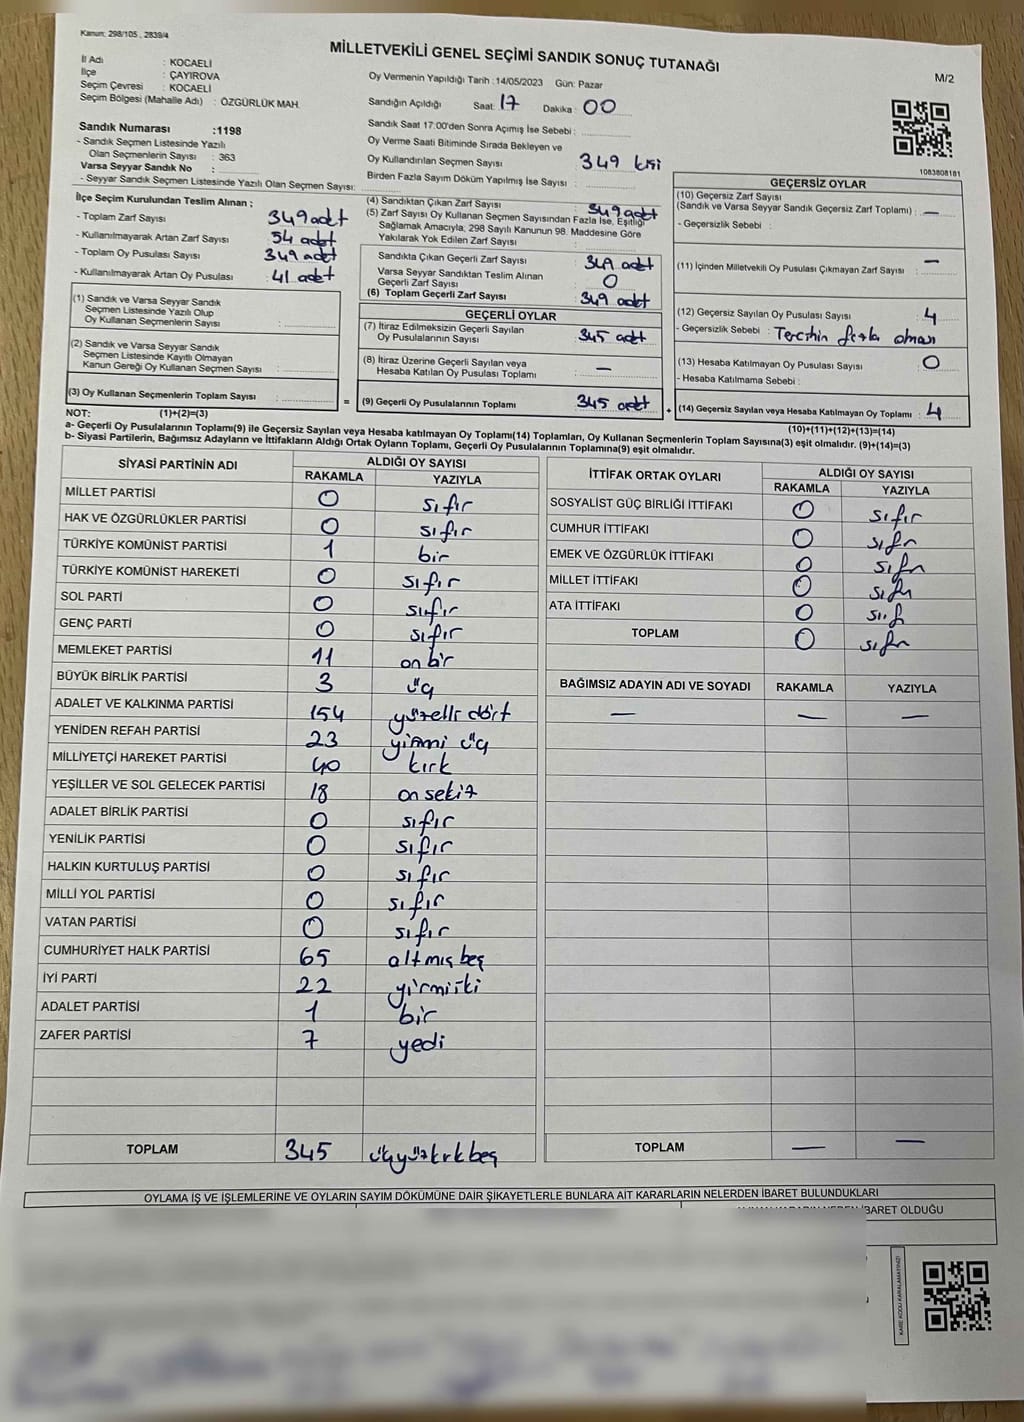 Kanun: 298/105 , 2839/4
MİLLETVEKİLİ GENEL SEÇİMİ SANDIK SONUÇ TUTANAĞI
M/2
İl Adı : KOCAELİ
İlçe : ÇAYIROVA
Seçim Çevresi : KOCAELİ
Seçim Bölgesi (Mahalle Adı) : ÖZGÜRLÜK MAH.
Sandık Numarası :1198
- Sandık Seçmen Listesinde Yazılı
Olan Seçmenlerin Sayısı : 363
Varsa Seyyar Sandık No :
- Seyyar Sandık Seçmen Listesinde Yazılı Olan Seçmen Sayısı:
Oy Vermenin Yapıldığı Tarih :14/05/2023 Gün: Pazar
Sandığın Açıldığı Saat: 17 Dakika : 00
Sandık Saat 17:00'den Sonra Açımış İse Sebebi :
Oy Verme Saati Bitiminde Sırada Bekleyen ve
Oy Kullandırılan Seçmen Sayısı : 349 kişi
Birden Fazla Sayım Döküm Yapılmış İse Sayısı :
1083808181
İlçe Seçim Kurulundan Teslim Alınan :
- Toplam Zarf Sayısı : 349 adet
- Kullanılmayarak Artan Zarf Sayısı : 54 adet
- Toplam Oy Pusulası Sayısı : 349 adet
- Kullanılmayarak Artan Oy Pusulası : 41 adet
(1) Sandık ve Varsa Seyyar Sandık
Seçmen Listesinde Yazılı Olup
Oy Kullanan Seçmenlerin Sayısı :
(2) Sandık ve Varsa Seyyar Sandık
Seçmen Listesinde Kayıtlı Olmayan
Kanun Gereği Oy Kullanan Seçmen Sayısı :
(3) Oy Kullanan Seçmenlerin Toplam Sayısı :
=
(4) Sandıktan Çıkan Zarf Sayısı : 349 adet
(5) Zarf Sayısı Oy Kullanan Seçmen Sayısından Fazla İse, Eşitliği
Sağlamak Amacıyla, 298 Sayılı Kanunun 98. Maddesine Göre
Yakılarak Yok Edilen Zarf Sayısı :
Sandıkta Çıkan Geçerli Zarf Sayısı : 349 adet
Varsa Seyyar Sandıktan Teslim Alınan
Geçerli Zarf Sayısı : 0
(6) Toplam Geçerli Zarf Sayısı : 349 adet
GEÇERLİ OYLAR
(7) İtiraz Edilmeksizin Geçerli Sayılan
Oy Pusulalarının Sayısı : 345 adet
(8) İtiraz Üzerine Geçerli Sayılan veya
Hesaba Katılan Oy Pusulası Toplamı : —
(9) Geçerli Oy Pusulalarının Toplamı : 345 adet
+
GEÇERSİZ OYLAR
(10) Geçersiz Zarf Sayısı
(Sandık ve Varsa Seyyar Sandık Geçersiz Zarf Toplamı) : —
- Geçersizlik Sebebi :
(11) İçinden Milletvekili Oy Pusulası Çıkmayan Zarf Sayısı : —
(12) Geçersiz Sayılan Oy Pusulası Sayısı : 4
- Geçersizlik Sebebi : Tercihin fazla olması
(13) Hesaba Katılmayan Oy Pusulası Sayısı : 0
- Hesaba Katılmama Sebebi :
(14) Geçersiz Sayılan veya Hesaba Katılmayan Oy Toplamı : 4
NOT: (1)+(2)=(3)
(10)+(11)+(12)+(13)=(14)
a- Geçerli Oy Pusulalarının Toplamı(9) ile Geçersiz Sayılan veya Hesaba katılmayan Oy Toplamı(14) Toplamları, Oy Kullanan Seçmenlerin Toplam Sayısına(3) eşit olmalıdır. (9)+(14)=(3)
b- Siyasi Partilerin, Bağımsız Adayların ve İttifakların Aldığı Ortak Oyların Toplamı, Geçerli Oy Pusulalarının Toplamına(9) eşit olmalıdır.
SİYASİ PARTİNİN ADI ALDIĞI OY SAYISI
RAKAMLA YAZIYLA
MİLLET PARTİSİ 0 sıfır
HAK VE ÖZGÜRLÜKLER PARTİSİ 0 sıfır
TÜRKİYE KOMÜNİST PARTİSİ 1 bir
TÜRKİYE KOMÜNİST HAREKETİ 0 sıfır
SOL PARTİ 0 sıfır
GENÇ PARTİ 0 sıfır
MEMLEKET PARTİSİ 11 on bir
BÜYÜK BİRLİK PARTİSİ 3 üç
ADALET VE KALKINMA PARTİSİ 154 yüzelli dört
YENİDEN REFAH PARTİSİ 23 yirmi üç
MİLLİYETÇİ HAREKET PARTİSİ 40 kırk
YEŞİLLER VE SOL GELECEK PARTİSİ 18 on sekiz
ADALET BİRLİK PARTİSİ 0 sıfır
YENİLİK PARTİSİ 0 sıfır
HALKIN KURTULUŞ PARTİSİ 0 sıfır
MİLLİ YOL PARTİSİ 0 sıfır
VATAN PARTİSİ 0 sıfır
CUMHURİYET HALK PARTİSİ 65 altmış beş
İYİ PARTİ 22 yirmi iki
ADALET PARTİSİ 1 bir
ZAFER PARTİSİ 7 yedi
TOPLAM 345 üçyüzkırkbeş
İTTİFAK ORTAK OYLARI ALDIĞI OY SAYISI
RAKAMLA YAZIYLA
SOSYALİST GÜÇ BİRLİĞİ İTTİFAKI 0 sıfır
CUMHUR İTTİFAKI 0 sıfır
EMEK VE ÖZGÜRLÜK İTTİFAKI 0 sıfır
MİLLET İTTİFAKI 0 sıfır
ATA İTTİFAKI 0 sıfır
TOPLAM 0 sıfır
BAĞIMSIZ ADAYIN ADI VE SOYADI RAKAMLA YAZIYLA
— — —
TOPLAM — —
OYLAMA İŞ VE İŞLEMLERİNE VE OYLARIN SAYIM DÖKÜMÜNE DAİR ŞİKAYETLERLE BUNLARA AİT KARARLARIN NELERDEN İBARET BULUNDUKLARI
İBARET OLDUĞU
KARE KODU KARALAMAYINIZ!